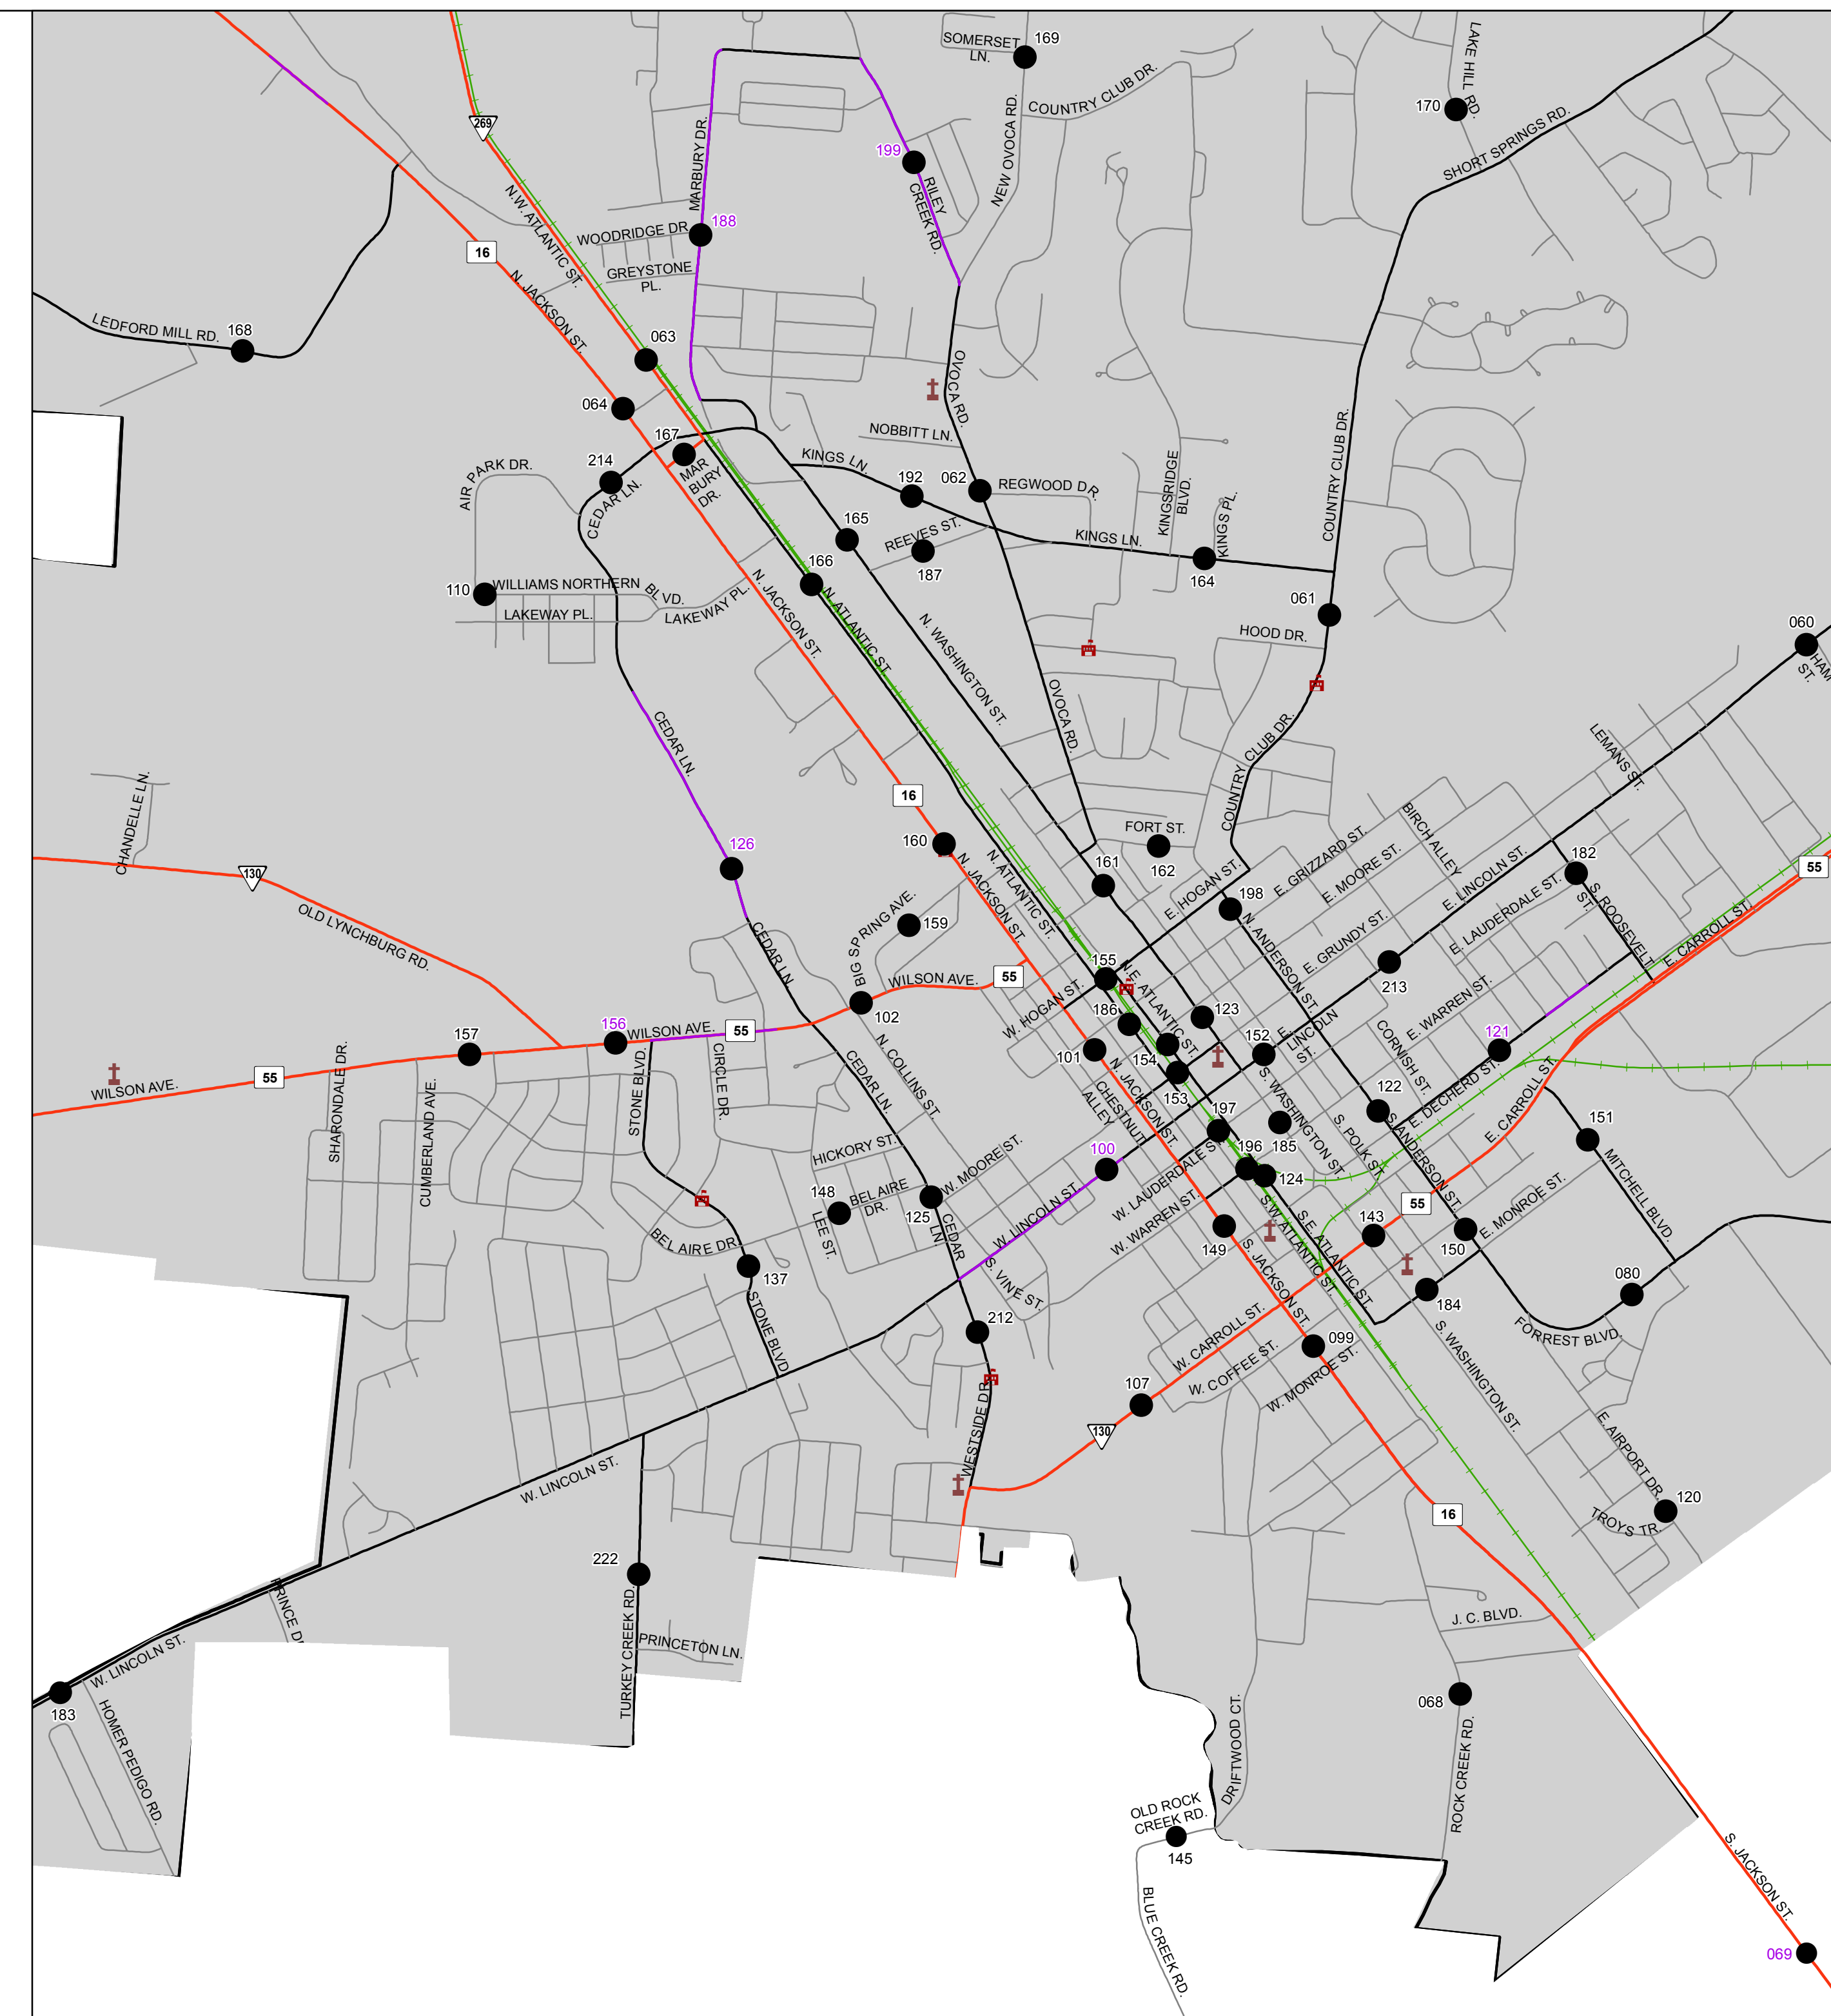 SOMERSET
LN.
169
LAKE HILL RD.
170
COUNTRY CLUB DR.
SHORT SPRINGS RD.
269
199
NEW OVOCA RD.
MARBURY DR.
RILEY
CREEK RD.
N.W. ATLANTIC ST.
188
WOODRIDGE DR.
16
GREYSTONE
PL.
N. JACKSON ST.
LEDFORD MILL RD.
168
063
OVOCA RD.
064
NOBBITT LN.
COUNTRY CLUB DR.
167
214
AIR PARK DR.
MAR
BURY
DR.
CEDAR LN.
KINGS LN.
192
062
REGWOOD DR.
KINGSRIDGE
BLVD.
KINGS PL.
165
REEVES ST.
187
KINGS LN.
164
166
110
WILLIAMS NORTHERN
BLVD.
LAKEWAY PL.
LAKEWAY PL.
N. JACKSON ST.
N. ATLANTIC ST.
N. WASHINGTON ST.
061
HOOD DR.
060
HAM
ST.
OVOCA RD.
CEDAR LN.
COUNTRY CLUB DR.
LEMANS ST.
CHANDELLE LN.
16
FORT ST.
162
160
126
161
BIRCH ALLEY
E. GRIZZARD ST.
E. MOORE ST.
E. LINCOLN ST.
182
55
130
OLD LYNCHBURG RD.
N. JACKSON ST.
N. ATLANTIC ST.
E. HOGAN ST.
198
E. LAUDERDALE ST.
S. ROOSEVELT
ST.
E. CARROLL ST.
BIG SPRING AVE.
159
CEDAR LN.
N. ANDERSON ST.
E. GRUNDY ST.
155
213
WILSON AVE.
55
102
W. HOGAN ST.
N.E. ATLANTIC ST.
186
123
E. WARREN ST.
157
156
WILSON AVE.
55
152
E.
LINCOLN
ST.
CORNISH ST.
121
101
154
153
WILSON AVE.
55
SHARONDALE DR.
CUMBERLAND AVE.
STONE BLVD.
CIRCLE DR.
CEDAR LN.
N. COLLINS ST.
CHESTNUT
ALLEY
N. JACKSON ST.
197
S. WASHINGTON ST.
122
E. DECHERD ST.
E. CARROLL ST.
151
HICKORY ST.
W. MOORE ST.
100
196
185
S. POLK ST.
S. ANDERSON ST.
MITCHELL BLVD.
148
BEL AIRE
DR.
125
W. LAUDERDALE ST.
124
55
LEE ST.
CEDAR
LN.
W. LINCOLN ST.
W. WARREN ST.
149
S.W. ATLANTIC ST.
S.E. ATLANTIC ST.
143
E. MONROE ST.
150
BEL AIRE DR.
137
S. VINE ST.
S. JACKSON ST.
184
080
STONE BLVD.
212
W. CARROLL ST.
099
S. WASHINGTON ST.
FORREST BLVD.
W. COFFEE ST.
W. MONROE ST.
107
WESTSIDE DR.
130
E. AIRPORT DR.
W. LINCOLN ST.
16
120
TROYS TR.
222
TURKEY CREEK RD.
PRINCE D
PRINCETON LN.
J. C. BLVD.
W. LINCOLN ST.
183
HOMER PEDIGO RD.
068
DRIFTWOOD CT.
ROCK CREEK RD.
OLD ROCK
CREEK RD.
145
BLUE CREEK RD.
S. JACKSON ST.
069